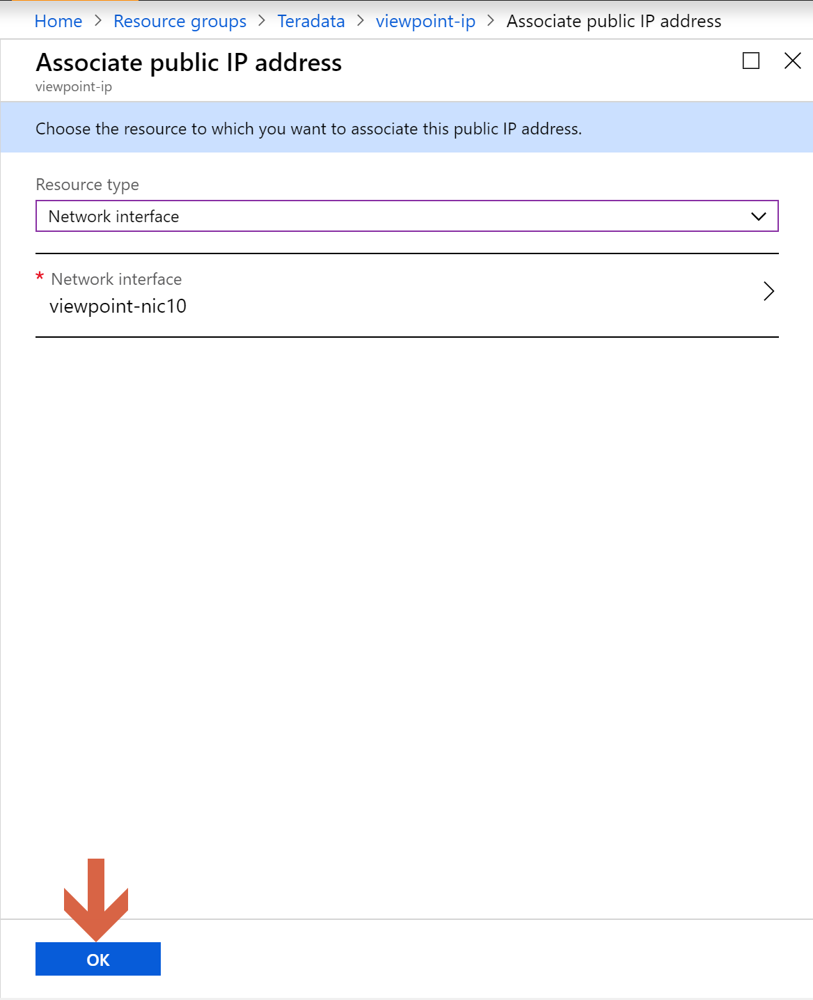 Home > Resource groups > Teradata > viewpoint-ip > Associate public IP address
Associate public IP address
viewpoint-ip
Choose the resource to which you want to associate this public IP address.
Resource type
Network interface
* Network interface
viewpoint-nic10
OK